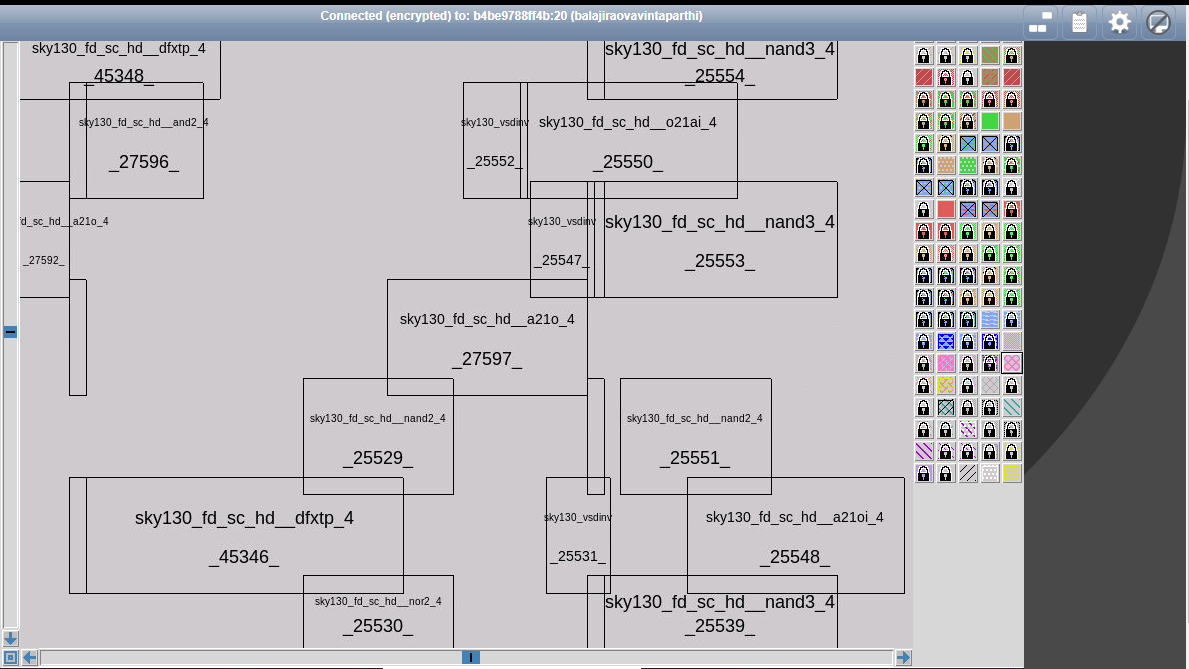 Connected (encrypted) to: b4be9788ff4b:20 (balajiraovavintaparthi)
sky130_fd_sc_hd__dfxtp_4
_45348_
sky130_fd_sc_hd__nand3_4
_25554_
sky130_fd_sc_hd__and2_4
_27596_
sky130_vsdinv
_25552_
sky130_fd_sc_hd__o21ai_4
_25550_
d_sc_hd__a21o_4
_27592_
sky130_vsdinv
_25547_
sky130_fd_sc_hd__nand3_4
_25553_
sky130_fd_sc_hd__a21o_4
_27597_
sky130_fd_sc_hd__nand2_4
_25529_
sky130_fd_sc_hd__nand2_4
_25551_
sky130_fd_sc_hd__dfxtp_4
_45346_
sky130_vsdinv
_25531_
sky130_fd_sc_hd__a21oi_4
_25548_
sky130_fd_sc_hd__nor2_4
_25530_
sky130_fd_sc_hd__nand3_4
_25539_